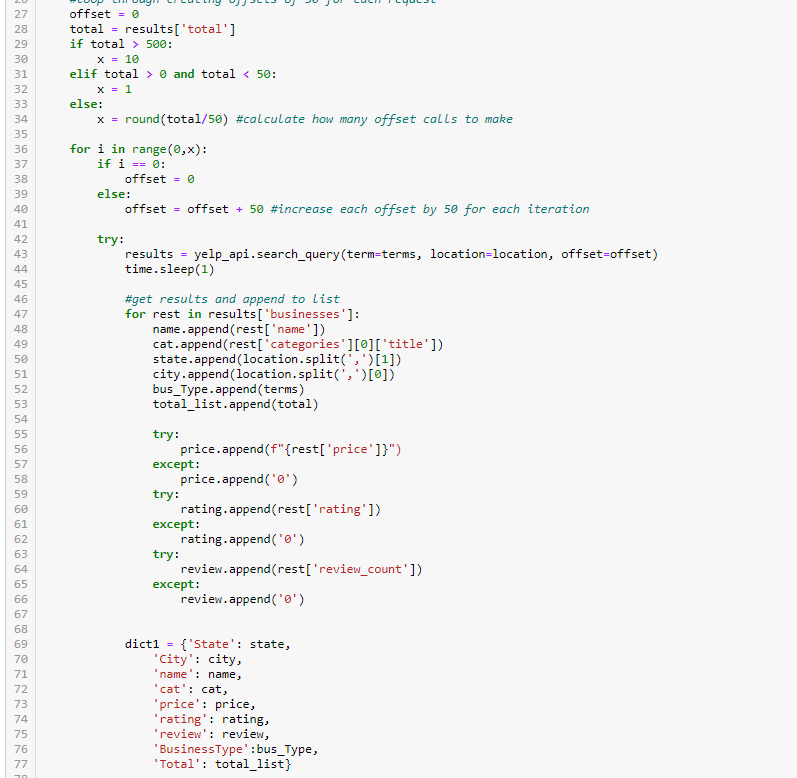 26 #loop through creating offsets of 50 for each request
27 offset = 0
28 total = results['total']
29 if total > 500:
30     x = 10
31 elif total > 0 and total < 50:
32     x = 1
33 else:
34     x = round(total/50) #calculate how many offset calls to make
35
36 for i in range(0,x):
37     if i == 0:
38         offset = 0
39     else:
40         offset = offset + 50 #increase each offset by 50 for each iteration
41
42     try:
43         results = yelp_api.search_query(term=terms, location=location, offset=offset)
44         time.sleep(1)
45
46         #get results and append to list
47         for rest in results['businesses']:
48             name.append(rest['name'])
49             cat.append(rest['categories'][0]['title'])
50             state.append(location.split(',')[1])
51             city.append(location.split(',')[0])
52             bus_Type.append(terms)
53             total_list.append(total)
54
55             try:
56                 price.append(f"{rest['price']}")
57             except:
58                 price.append('0')
59             try:
60                 rating.append(rest['rating'])
61             except:
62                 rating.append('0')
63             try:
64                 review.append(rest['review_count'])
65             except:
66                 review.append('0')
67
68
69         dict1 = {'State': state,
70             'City': city,
71             'name': name,
72             'cat': cat,
73             'price': price,
74             'rating': rating,
75             'review': review,
76             'BusinessType':bus_Type,
77             'Total': total_list}
78